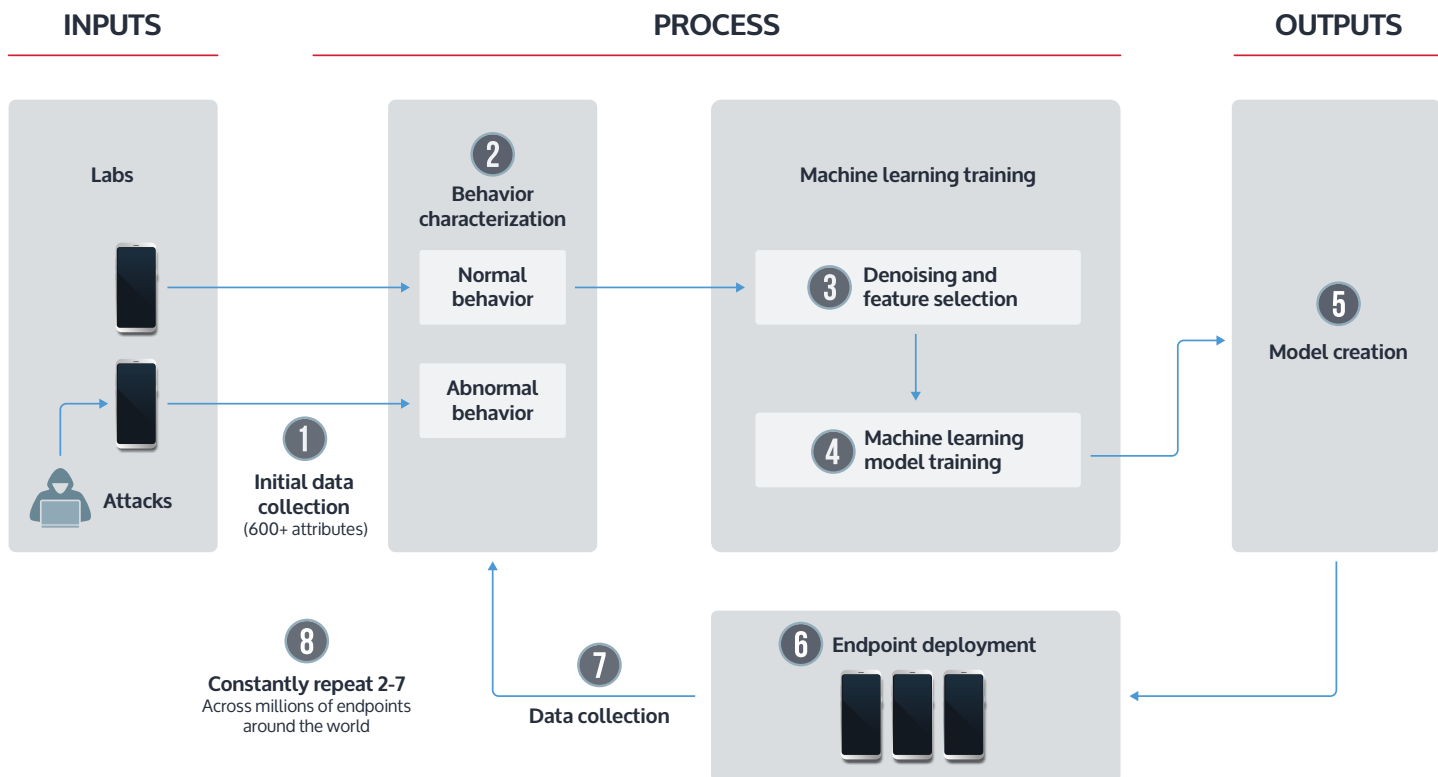 INPUTS
PROCESS
OUTPUTS
Labs
Attacks
1
Initial data
collection
(600+ attributes)
2
Behavior
characterization
Normal
behavior
Abnormal
behavior
Machine learning training
3
Denoising and
feature selection
4
Machine learning
model training
5
Model creation
6
Endpoint deployment
7
Data collection
8
Constantly repeat 2-7
Across millions of endpoints
around the world